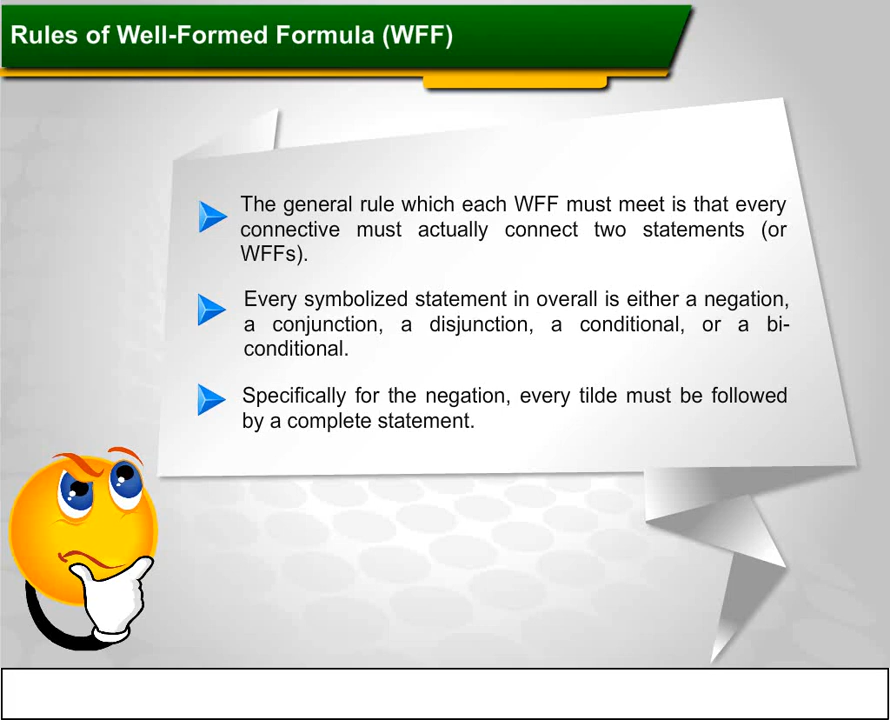 Rules of Well-Formed Formula (WFF)
The general rule which each WFF must meet is that every
connective must actually connect two statements (or
WFFs).
Every symbolized statement in overall is either a negation,
a conjunction, a disjunction, a conditional, or a bi-
conditional.
Specifically for the negation, every tilde must be followed
by a complete statement.